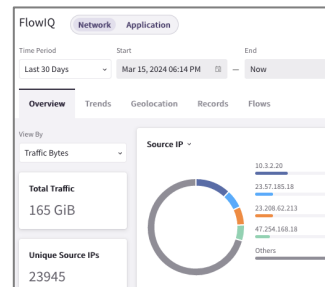 FlowIQ Network Application
Time Period Start End
Last 30 Days Mar 15, 2024 06:14 PM — Now
Overview Trends Geolocation Records Flows
View By
Traffic Bytes
Source IP
Total Traffic
165 GiB
Unique Source IPs
23945
10.3.2.20
23.57.185.18
23.208.62.213
47.254.168.18
Others